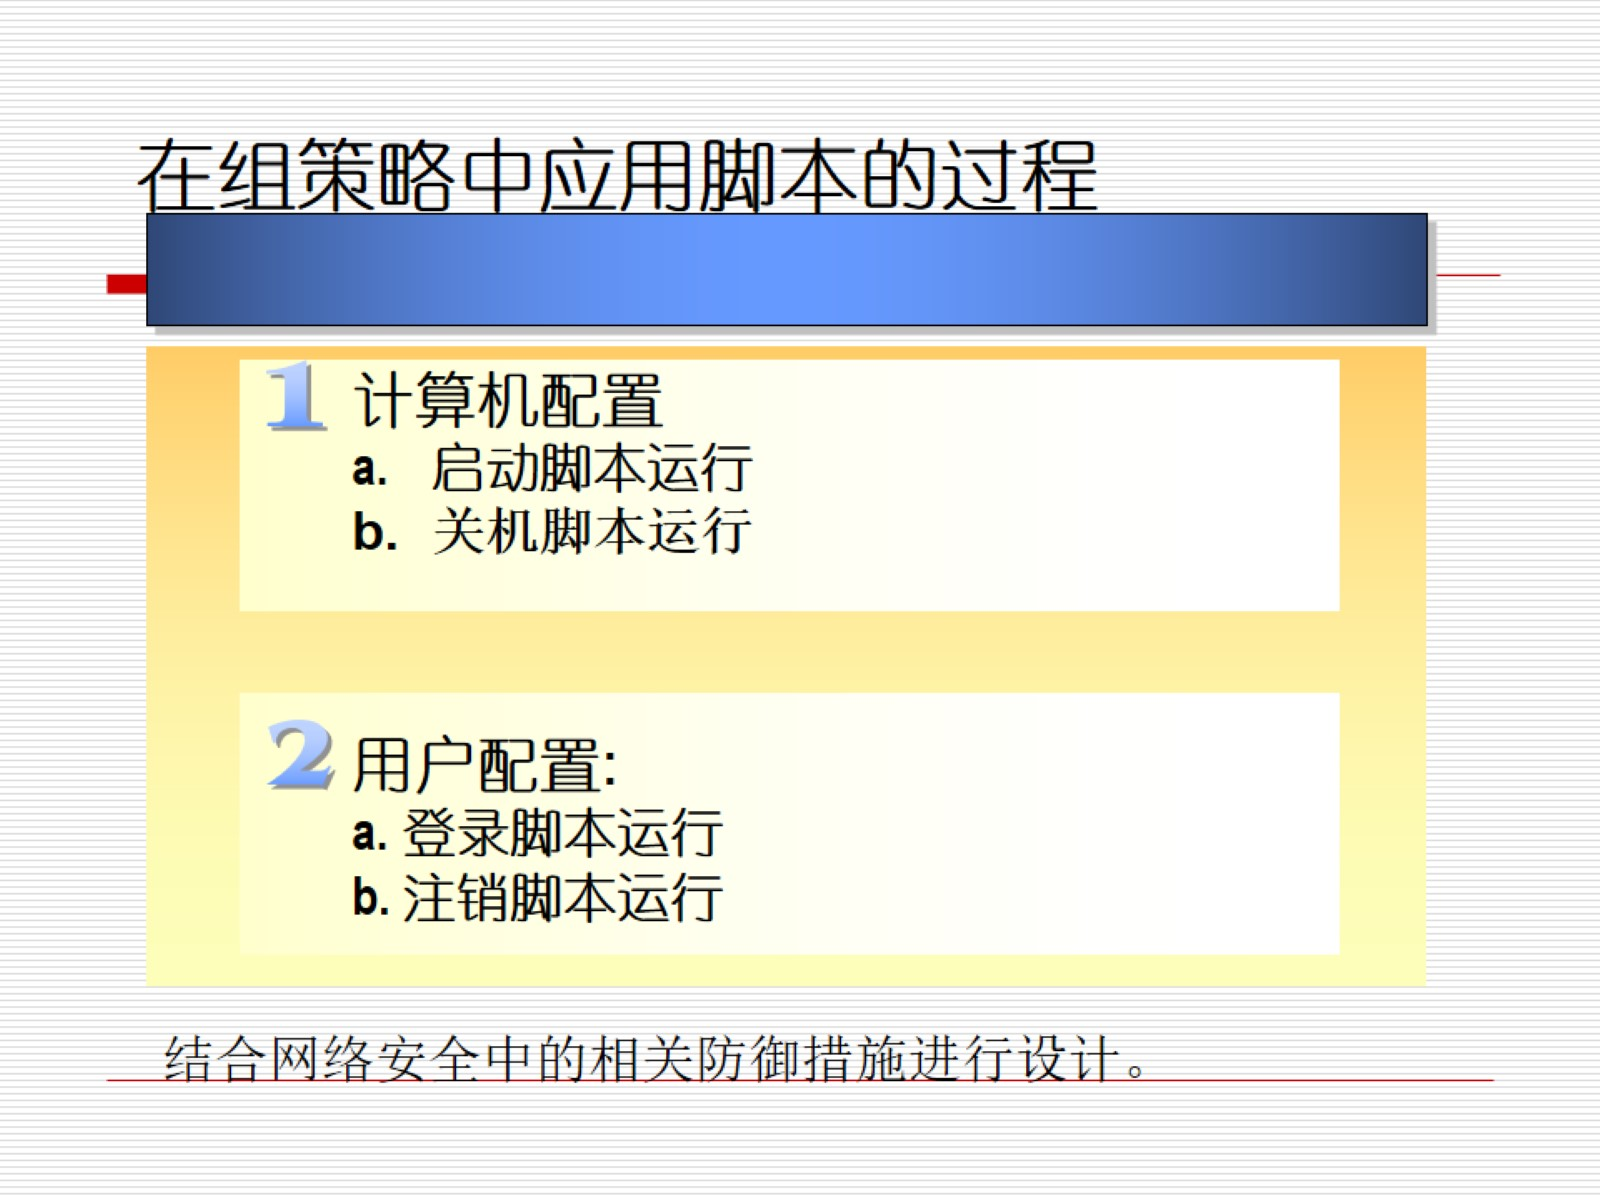 在组策略中应用脚本的过程
1 计算机配置
a. 启动脚本运行
b. 关机脚本运行
2 用户配置:
a. 登录脚本运行
b. 注销脚本运行
结合网络安全中的相关防御措施进行设计。